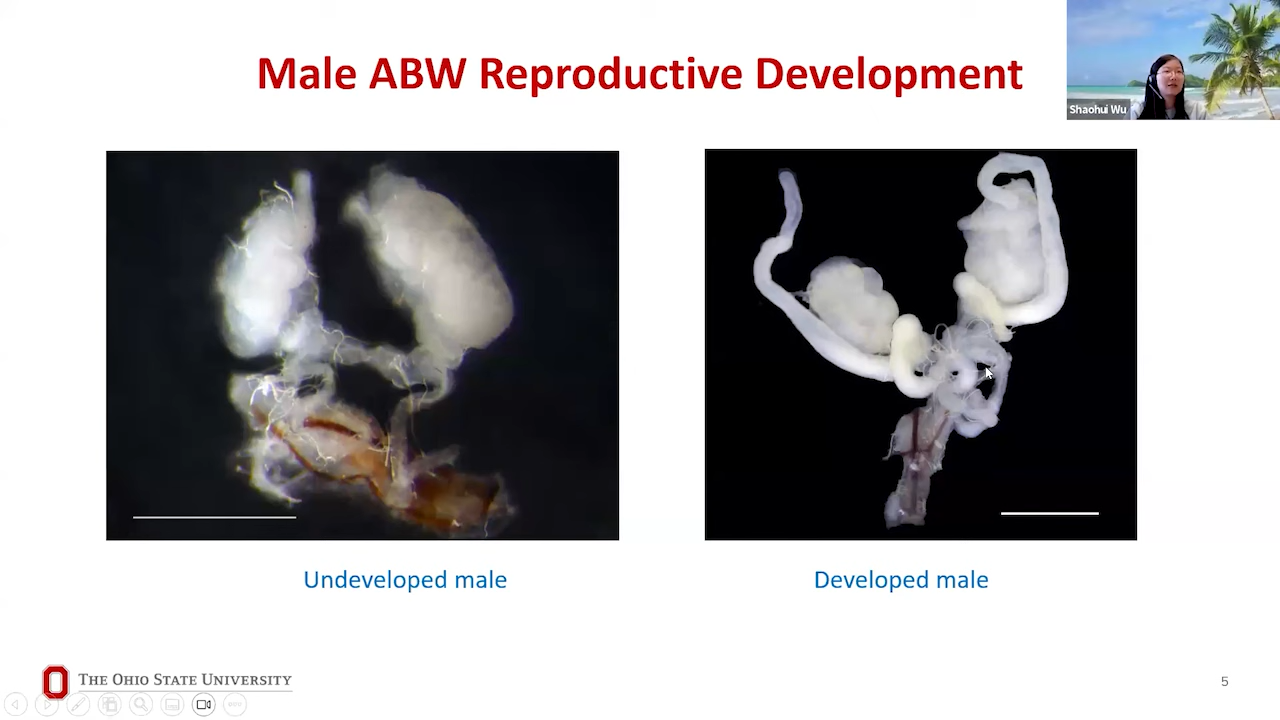 Male ABW Reproductive Development
Shaohui Wu
Undeveloped male
Developed male
THE OHIO STATE UNIVERSITY
5